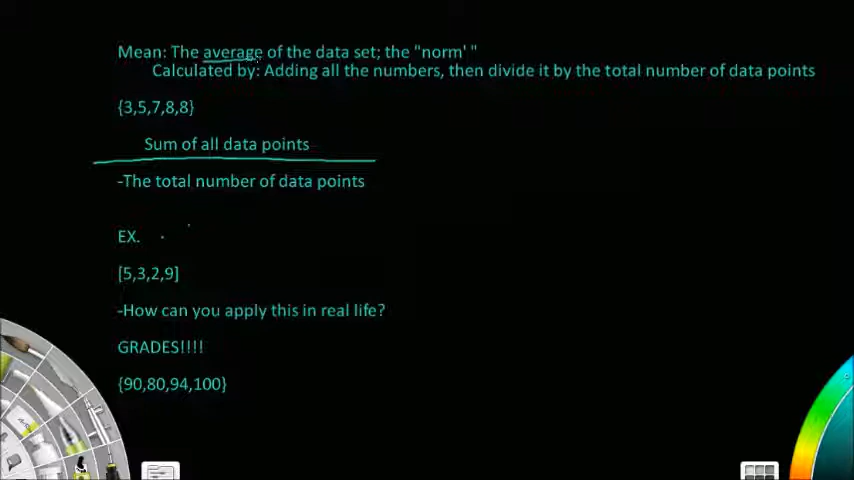 Mean: The average of the data set; the "norm' "
Calculated by: Adding all the numbers, then divide it by the total number of data points
{3,5,7,8,8}
Sum of all data points
-The total number of data points
EX.
[5,3,2,9]
-How can you apply this in real life?
GRADES!!!!
{90,80,94,100}